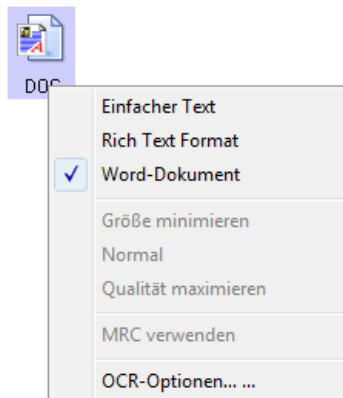 DOC
Einfacher Text
Rich Text Format
Word-Dokument
Größe minimieren
Normal
Qualität maximieren
MRC verwenden
OCR-Optionen... ...